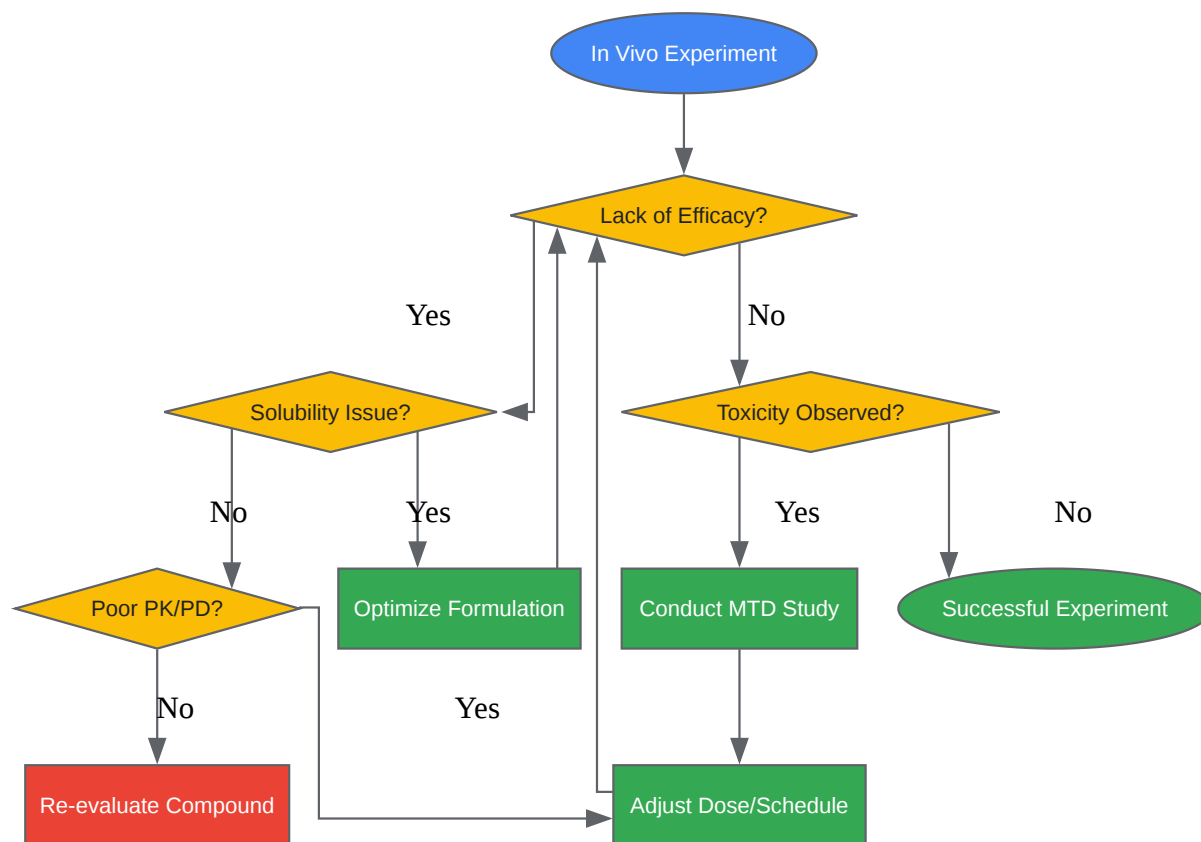 In Vivo Experiment
Lack of Efficacy?
Yes
No
Solubility Issue?
Toxicity Observed?
No
Yes
Yes
No
Poor PK/PD?
Optimize Formulation
Conduct MTD Study
Successful Experiment
No
Yes
Re-evaluate Compound
Adjust Dose/Schedule